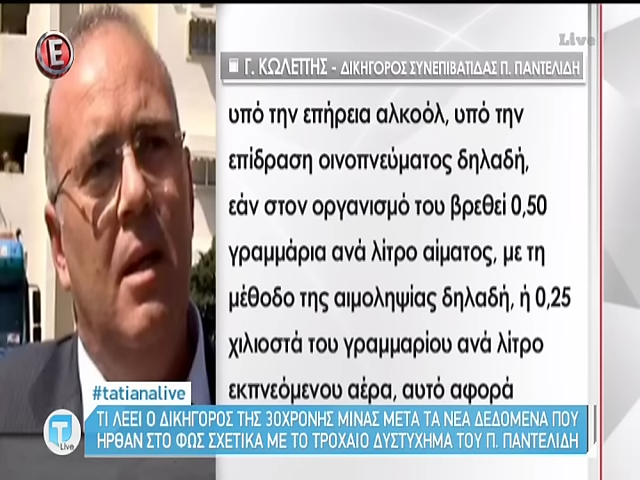 E
Live
Γ. ΚΩΛΕΤΤΗΣ - ΔΙΚΗΓΟΡΟΣ ΣΥΝΕΠΙΒΑΤΙΔΑΣ Π. ΠΑΝΤΕΛΙΔΗ
υπό την επήρεια αλκοόλ, υπό την
επίδραση οινοπνεύματος δηλαδή,
εάν στον οργανισμό του βρεθεί 0,50
γραμμάρια ανά λίτρο αίματος, με τη
μέθοδο της αιμοληψίας δηλαδή, ή 0,25
χιλιοστά του γραμμαρίου ανά λίτρο
εκπνεόμενου αέρα, αυτό αφορά
#tatianalive
ΤΙ ΛΕΕΙ Ο ΔΙΚΗΓΟΡΟΣ ΤΗΣ 30ΧΡΟΝΗΣ ΜΙΝΑΣ ΜΕΤΑ ΤΑ ΝΕΑ ΔΕΔΟΜΕΝΑ ΠΟΥ
ΗΡΘΑΝ ΣΤΟ ΦΩΣ ΣΧΕΤΙΚΑ ΜΕ ΤΟ ΤΡΟΧΑΙΟ ΔΥΣΤΥΧΗΜΑ ΤΟΥ Π. ΠΑΝΤΕΛΙΔΗ
T
Live